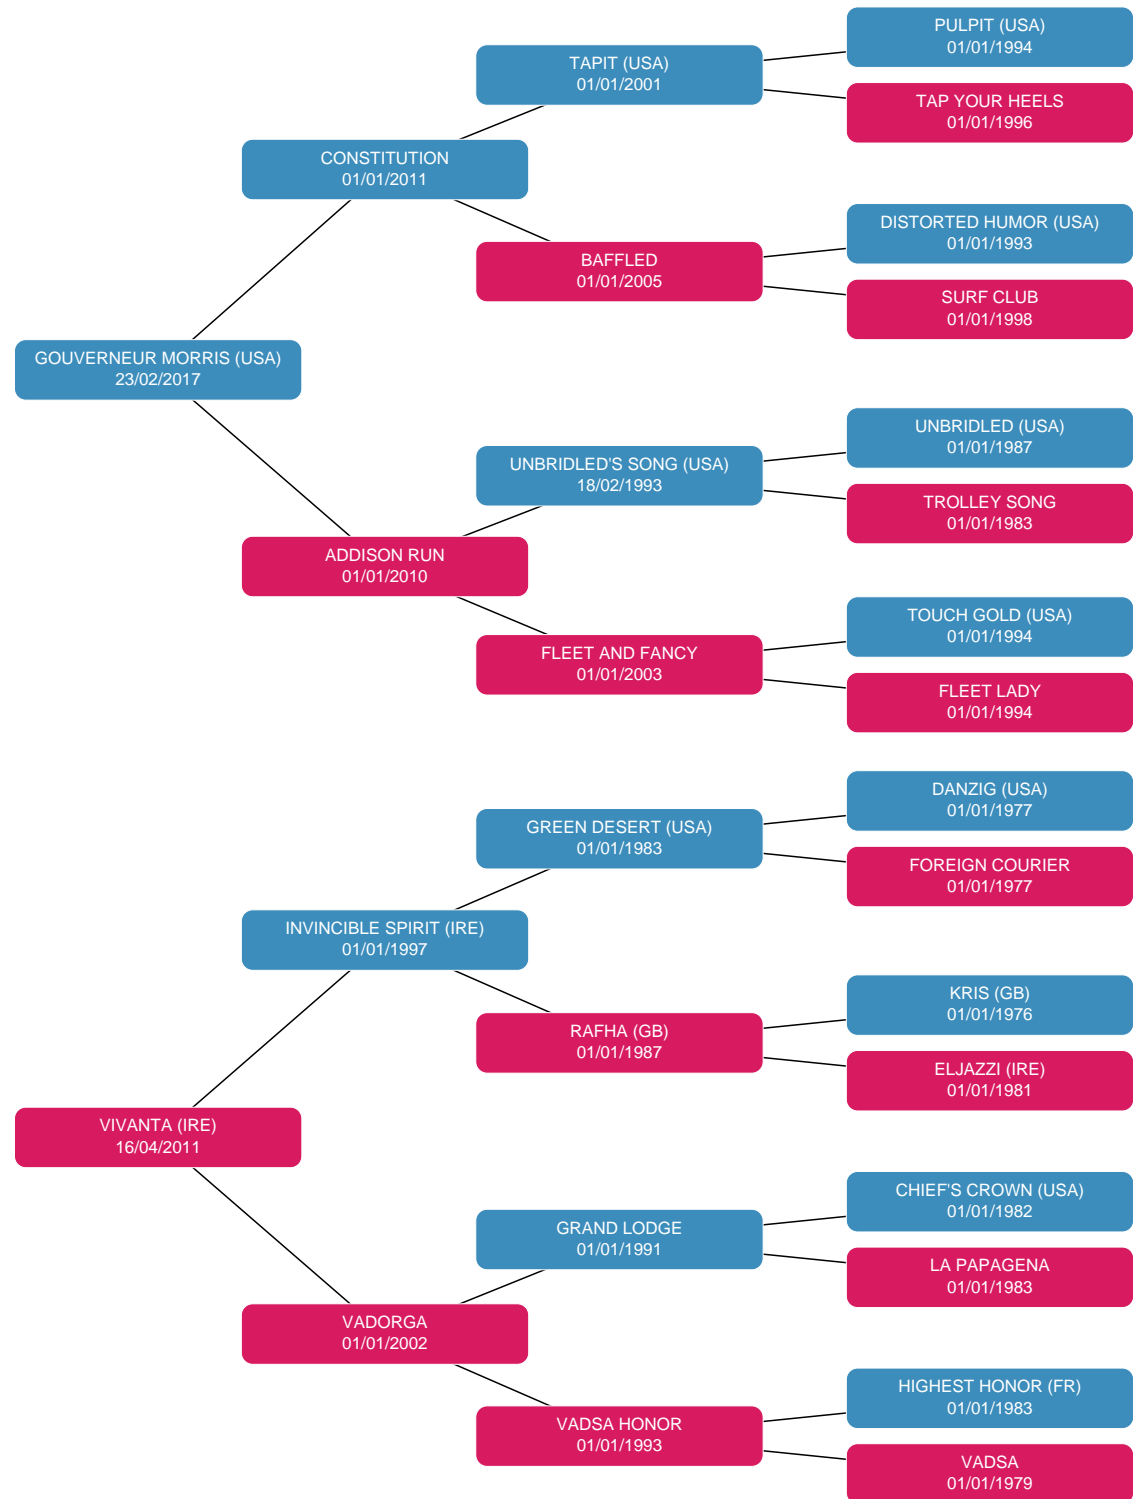 PULPIT (USA)
01/01/1994
TAPIT (USA)
01/01/2001
TAP YOUR HEELS
01/01/1996
CONSTITUTION
01/01/2011
DISTORTED HUMOR (USA)
01/01/1993
BAFFLED
01/01/2005
SURF CLUB
01/01/1998
GOUVERNEUR MORRIS (USA)
23/02/2017
UNBRIDLED (USA)
01/01/1987
UNBRIDLED'S SONG (USA)
18/02/1993
TROLLEY SONG
01/01/1983
ADDISON RUN
01/01/2010
TOUCH GOLD (USA)
01/01/1994
FLEET AND FANCY
01/01/2003
FLEET LADY
01/01/1994
DANZIG (USA)
01/01/1977
GREEN DESERT (USA)
01/01/1983
FOREIGN COURIER
01/01/1977
INVINCIBLE SPIRIT (IRE)
01/01/1997
KRIS (GB)
01/01/1976
RAFHA (GB)
01/01/1987
ELJAZZI (IRE)
01/01/1981
VIVANTA (IRE)
16/04/2011
CHIEF'S CROWN (USA)
01/01/1982
GRAND LODGE
01/01/1991
LA PAPAGENA
01/01/1983
VADORGA
01/01/2002
HIGHEST HONOR (FR)
01/01/1983
VADSA HONOR
01/01/1993
VADSA
01/01/1979